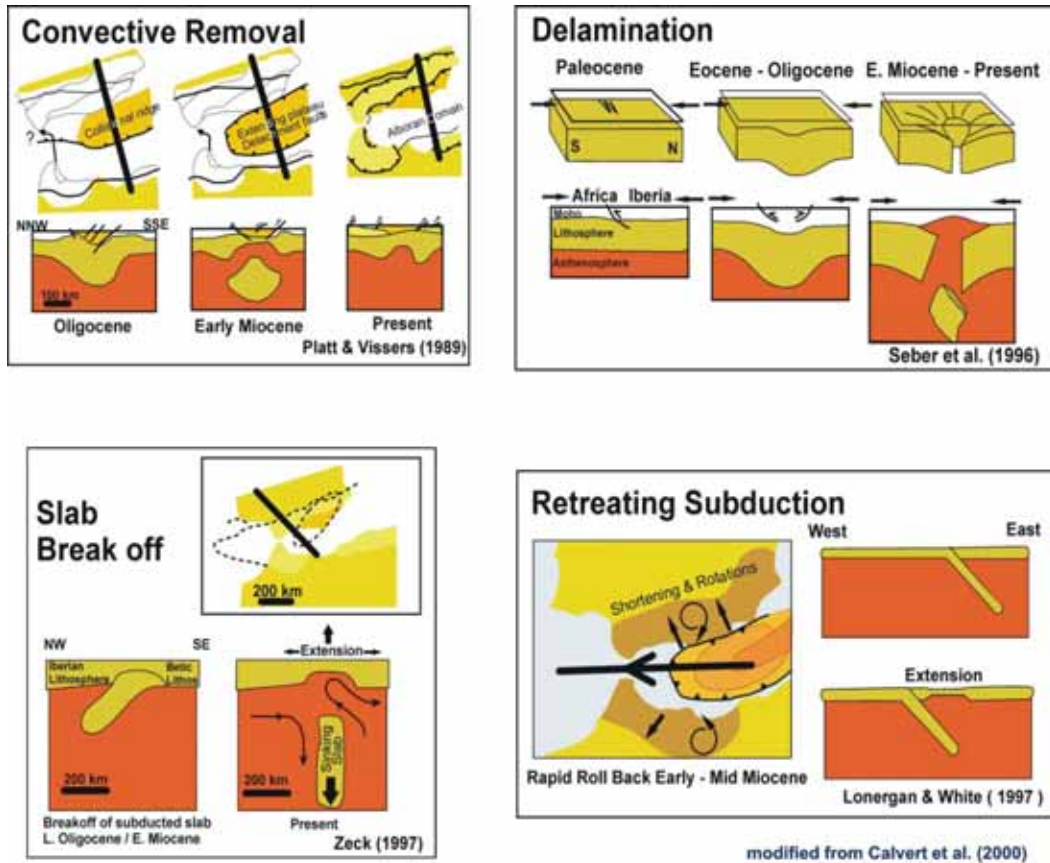 Convective Removal
?
Collisional ridge
Extending plateau
Detachment faults
Alboran Domain
NNW
SSE
100 km
Oligocene
Early Miocene
Present
Platt & Vissers (1989)
Delamination
Paleocene
Eocene - Oligocene
E. Miocene - Present
S
N
Africa
Iberia
Moho
Lithosphere
Asthenosphere
Seber et al. (1996)
Slab
Break off
200 km
NW
SE
Extension
Iberian
Lithosphere
Betic
Lithos
Sinking
Slab
200 km
200 km
Breakoff of subducted slab
L. Oligocene / E. Miocene
Present
Zeck (1997)
Retreating Subduction
West
East
Shortening & Rotations
Extension
Rapid Roll Back Early - Mid Miocene
Lonergan & White ( 1997 )
modified from Calvert et al. (2000)